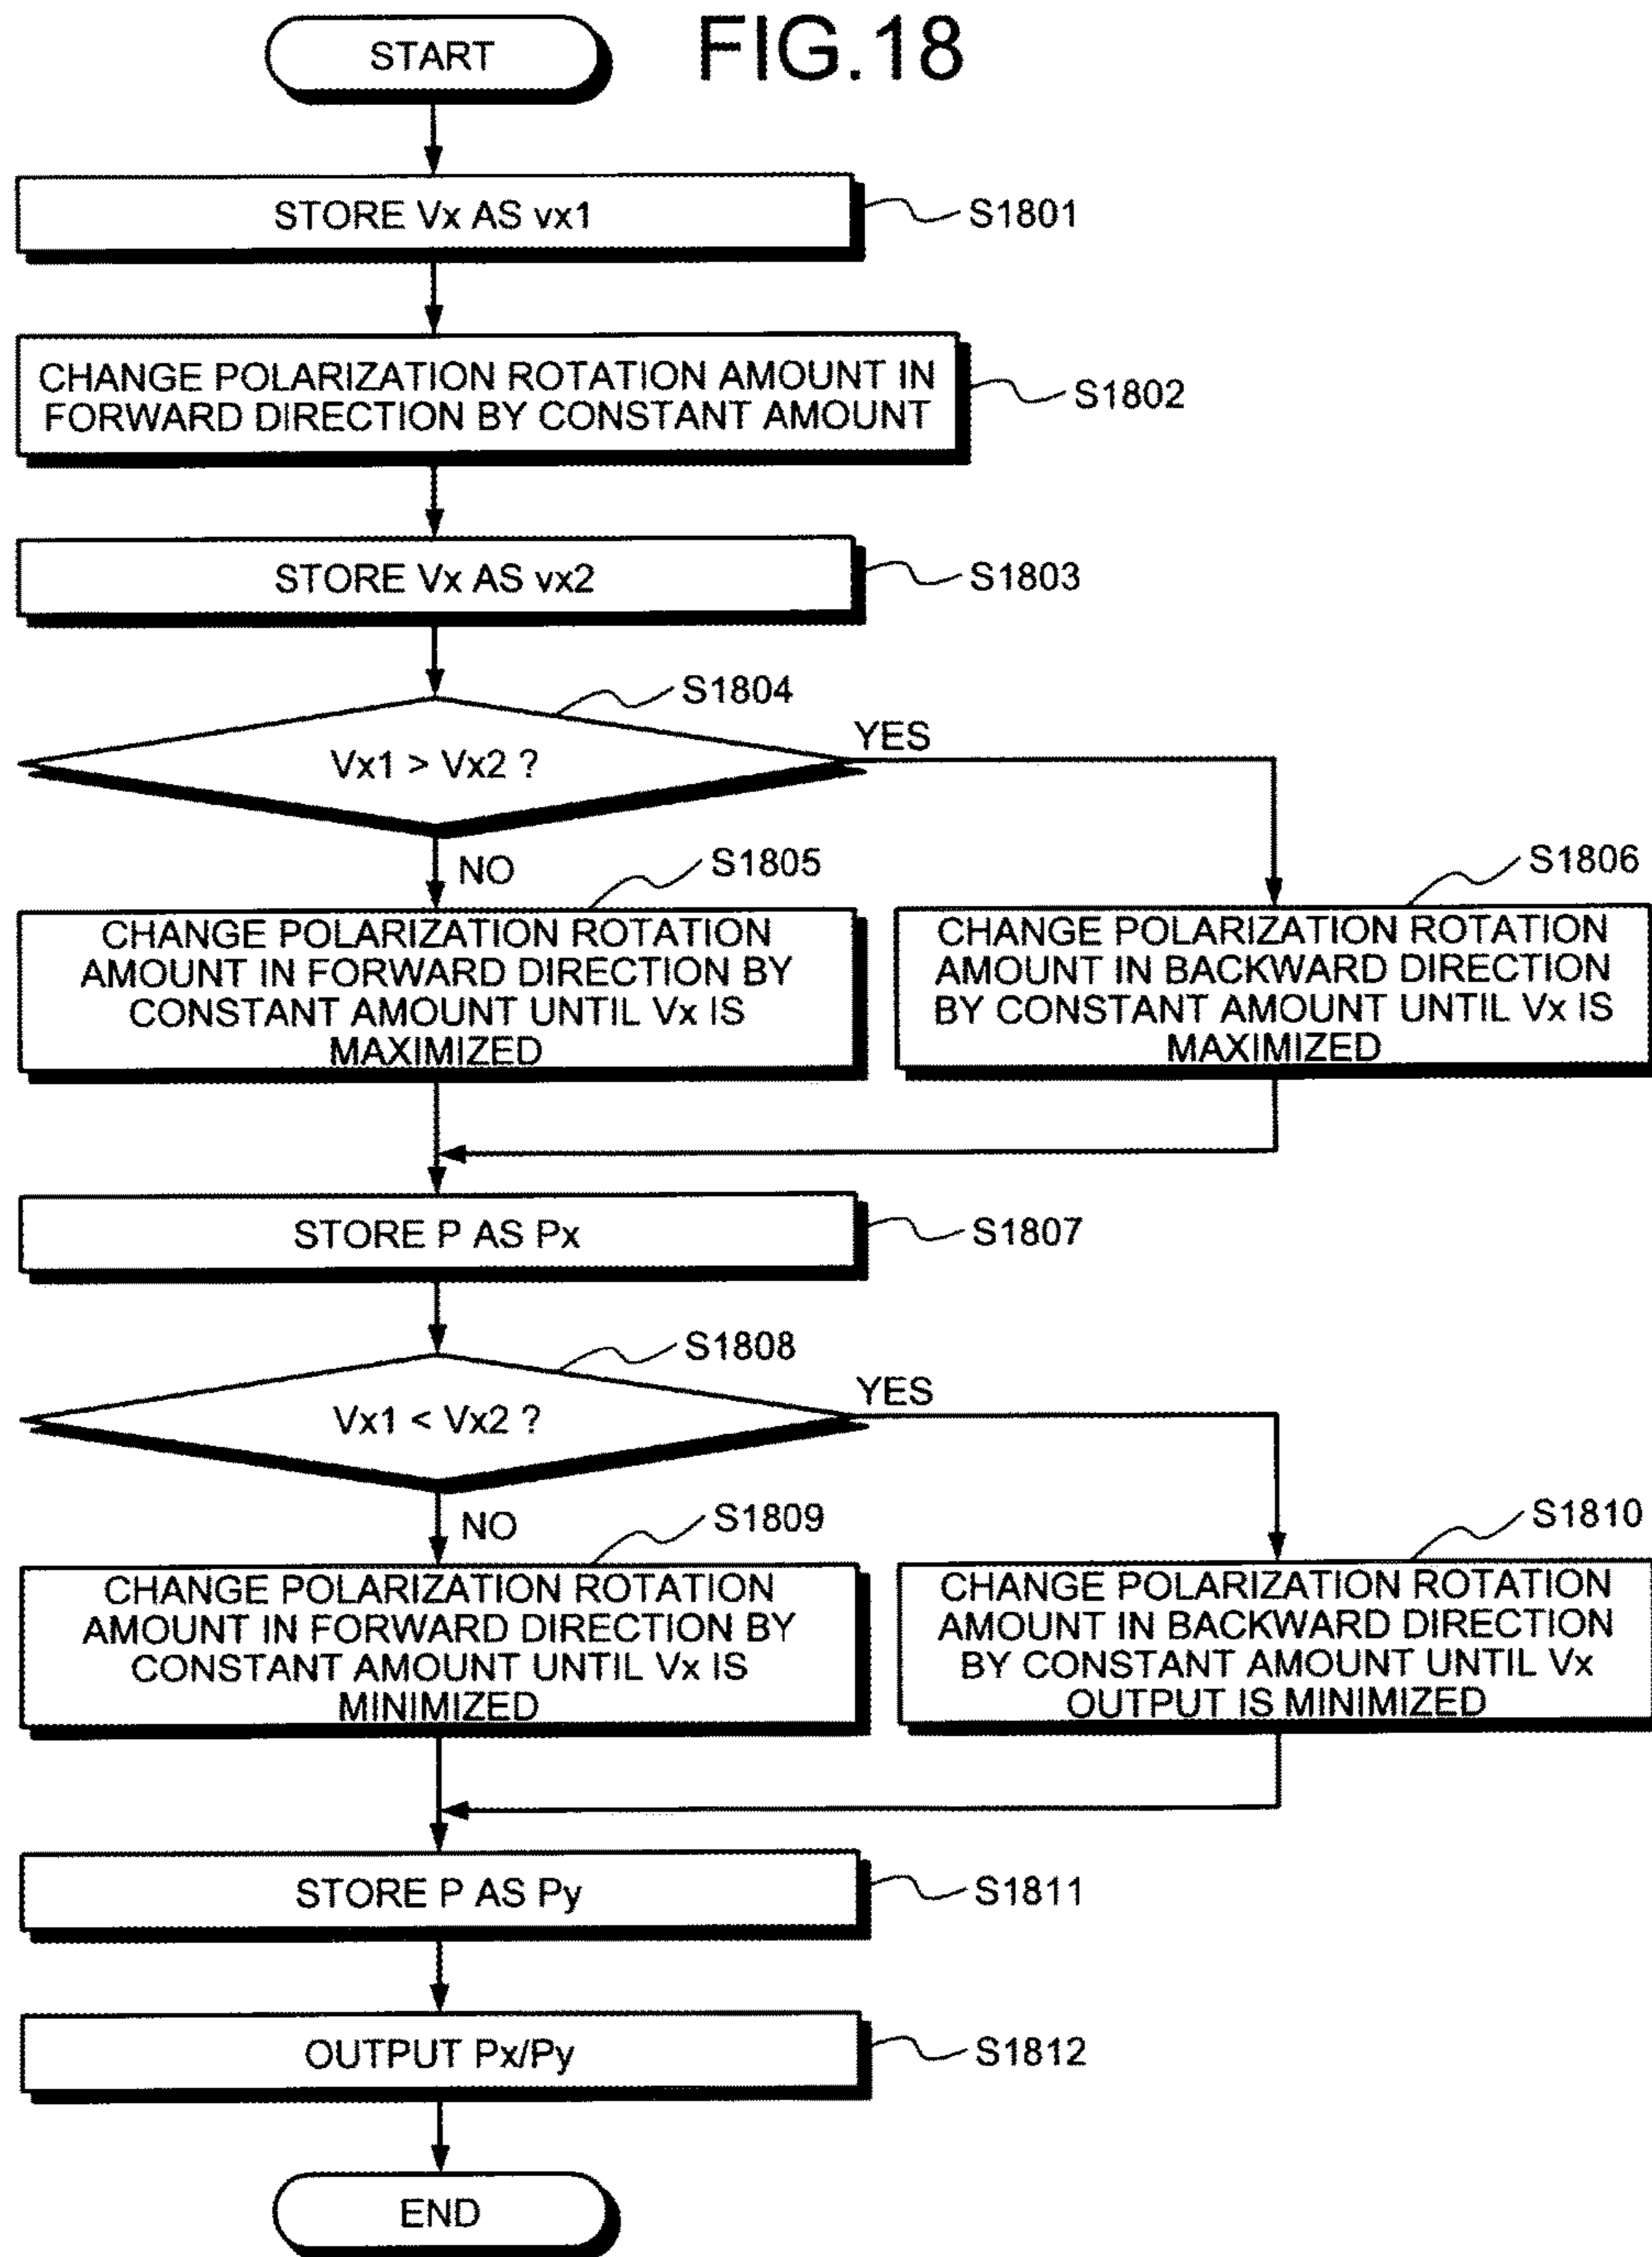 FIG.18
START
STORE Vx AS vx1
S1801
CHANGE POLARIZATION ROTATION AMOUNT IN
FORWARD DIRECTION BY CONSTANT AMOUNT
S1802
STORE Vx AS vx2
S1803
S1804
Vx1 > Vx2 ?
YES
NO
S1805
CHANGE POLARIZATION ROTATION
AMOUNT IN FORWARD DIRECTION BY
CONSTANT AMOUNT UNTIL Vx IS
MAXIMIZED
S1806
CHANGE POLARIZATION ROTATION
AMOUNT IN BACKWARD DIRECTION
BY CONSTANT AMOUNT UNTIL Vx IS
MAXIMIZED
STORE P AS Px
S1807
S1808
Vx1 < Vx2 ?
YES
NO
S1809
CHANGE POLARIZATION ROTATION
AMOUNT IN FORWARD DIRECTION BY
CONSTANT AMOUNT UNTIL Vx IS
MINIMIZED
S1810
CHANGE POLARIZATION ROTATION
AMOUNT IN BACKWARD DIRECTION
BY CONSTANT AMOUNT UNTIL Vx
OUTPUT IS MINIMIZED
STORE P AS Py
S1811
OUTPUT Px/Py
S1812
END